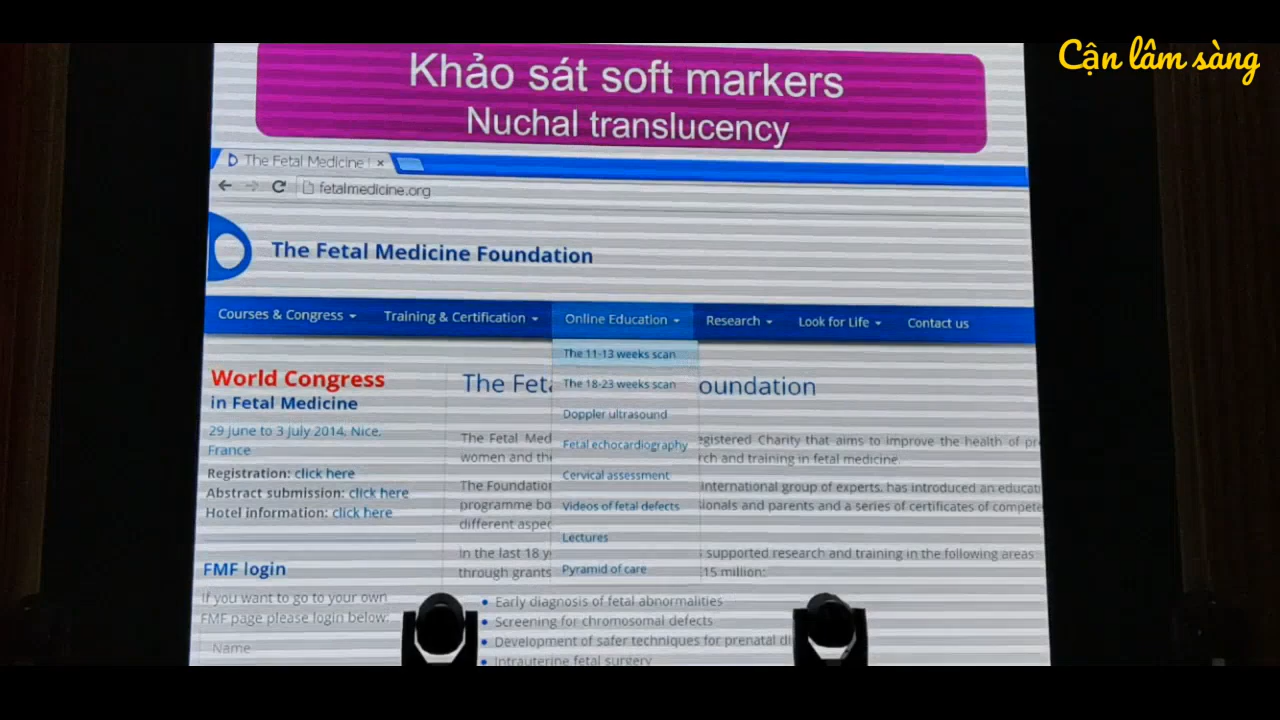 Cận lâm sàng
Khảo sát soft markers
Nuchal translucency
The Fetal Medicine
fetalmedicine.org
The Fetal Medicine Foundation
Courses & Congress
Training & Certification
Online Education
Research
Look for Life
Contact us
The 11-13 weeks scan
The 18-23 weeks scan
Doppler ultrasound
Fetal echocardiography
Cervical assessment
Videos of fetal defects
Lectures
Pyramid of care
World Congress
in Fetal Medicine
29 June to 3 July 2014, Nice,
France
Registration: click here
Abstract submission: click here
Hotel information: click here
FMF login
If you want to go to your own
FMF page please login below:
Name
The Feta oundation
The Fetal Med egistered Charity that aims to improve the health of pr
women and the rch and training in fetal medicine.
The Foundation international group of experts, has introduced an educati
programme bo sionals and parents and a series of certificates of compete
different aspec
In the last 18 y supported research and training in the following areas
through grants 15 million:
• Early diagnosis of fetal abnormalities
• Screening for chromosomal defects
• Development of safer techniques for prenatal di
• Intrauterine fetal surgery